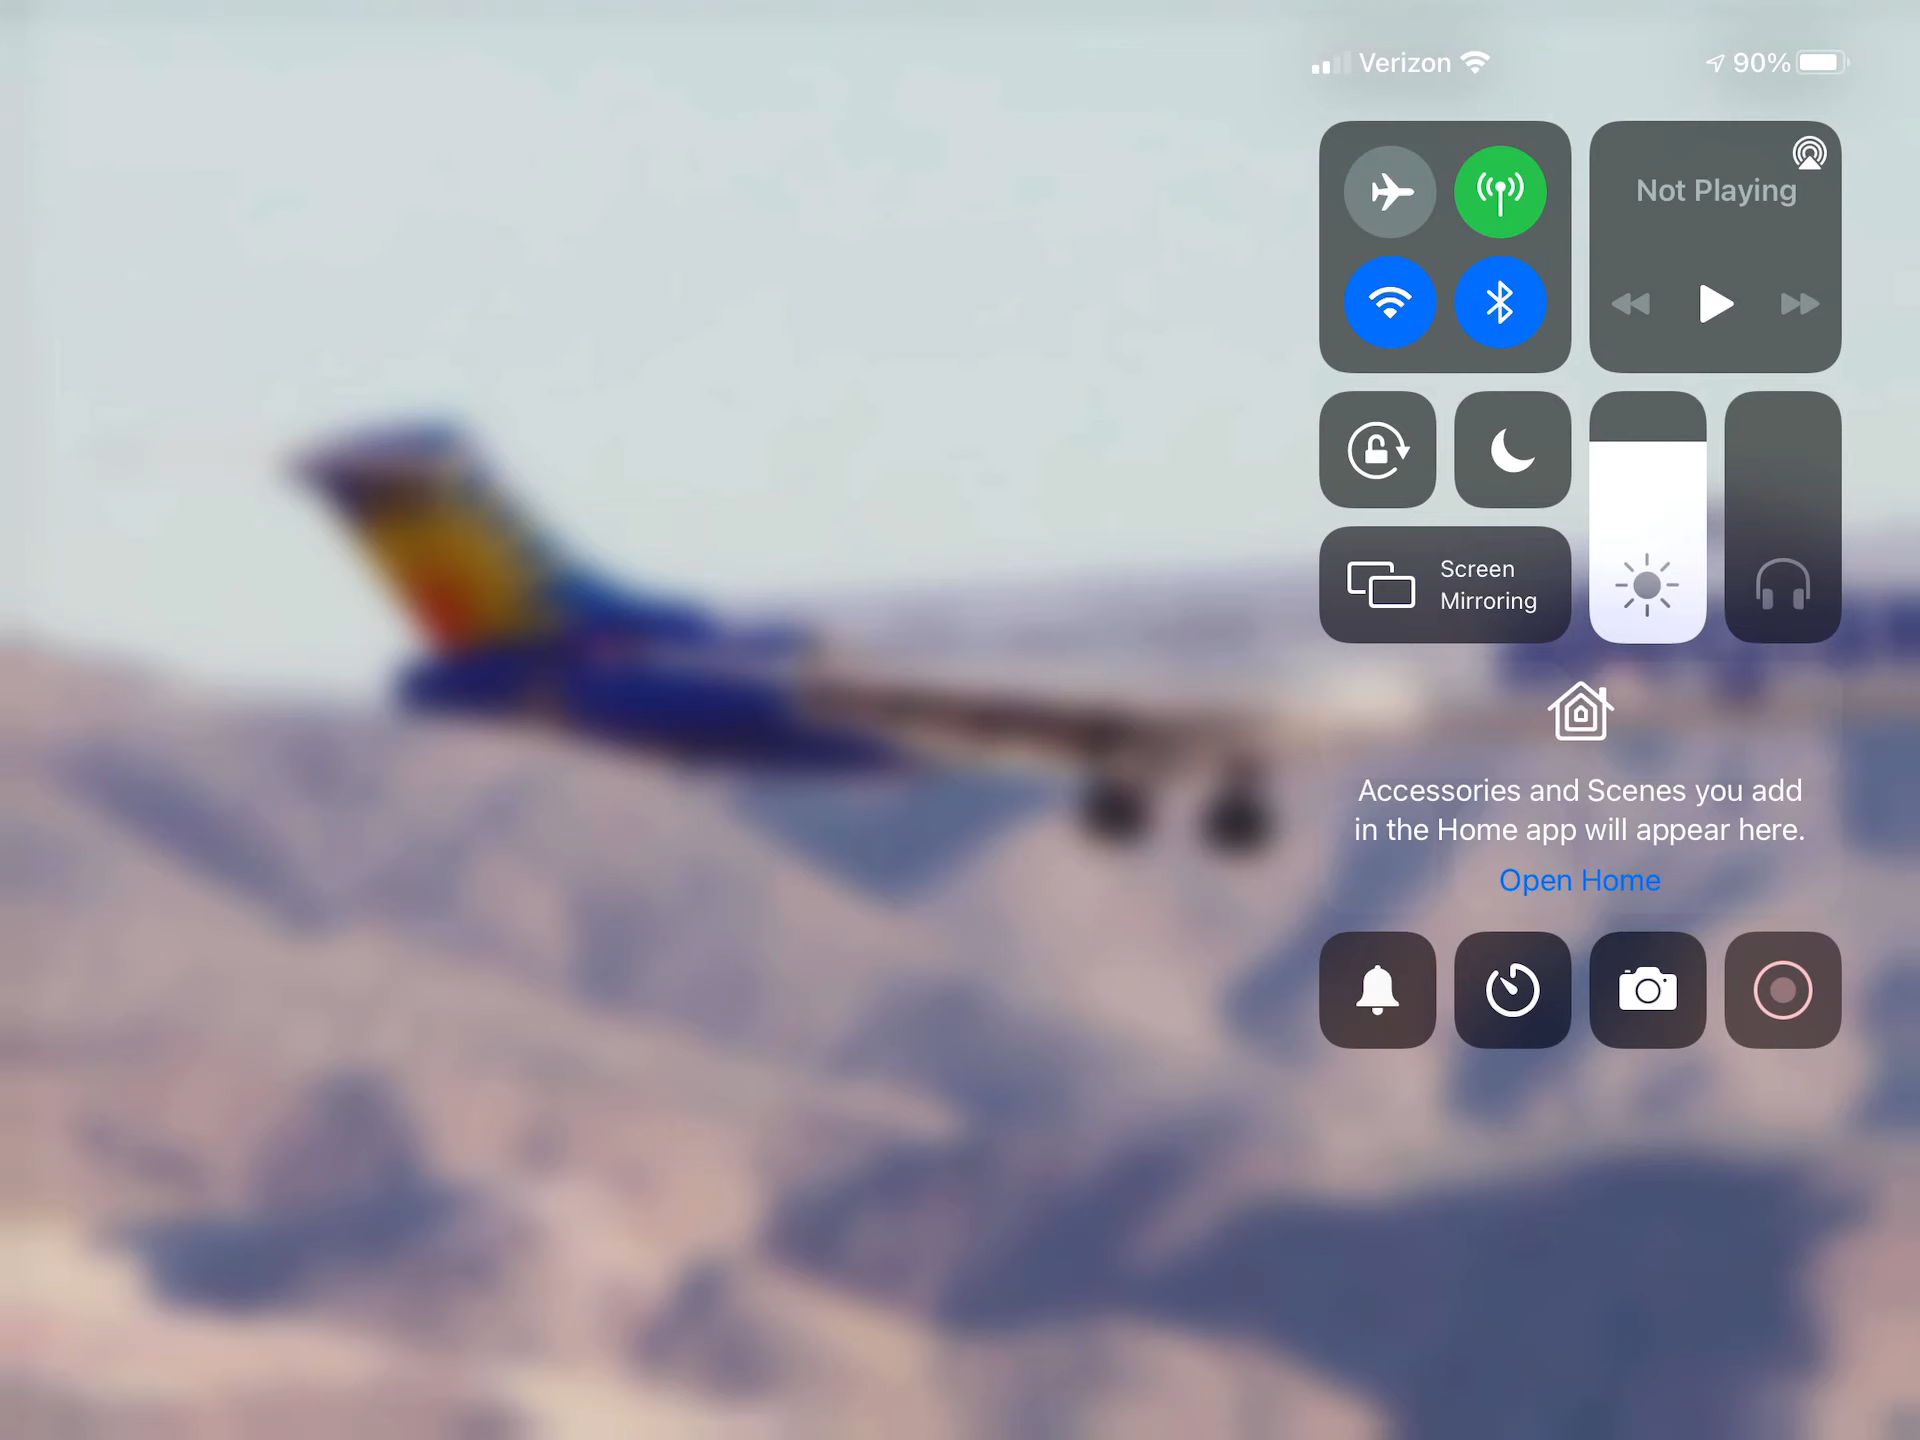 Verizon
90%
Not Playing
Screen
Mirroring
Accessories and Scenes you add
in the Home app will appear here.
Open Home